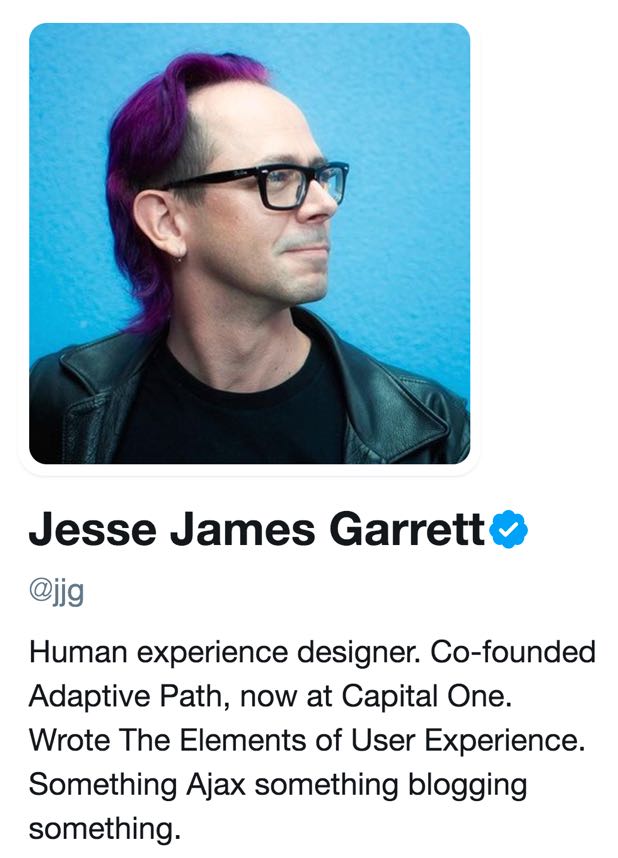 Jesse James Garrett
@jjg
Human experience designer. Co-founded
Adaptive Path, now at Capital One.
Wrote The Elements of User Experience.
Something Ajax something blogging
something.